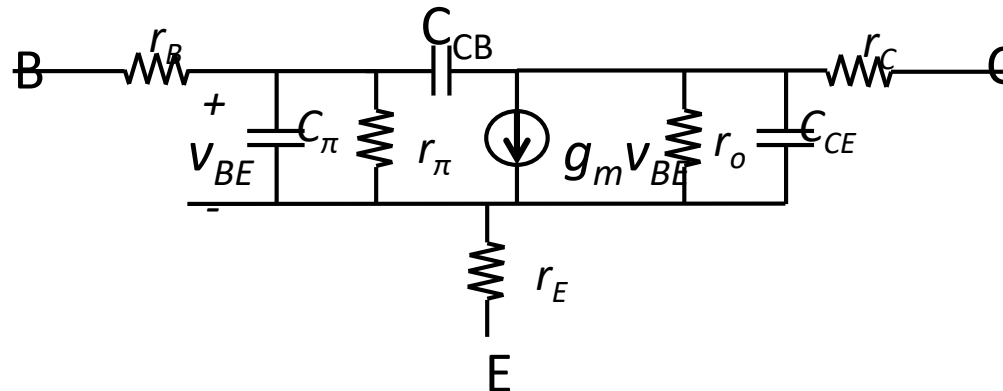 B
r_B
C_CB
r_C
C
+
v_BE
-
C_π
r_π
g_m v_BE
r_o
C_CE
r_E
E